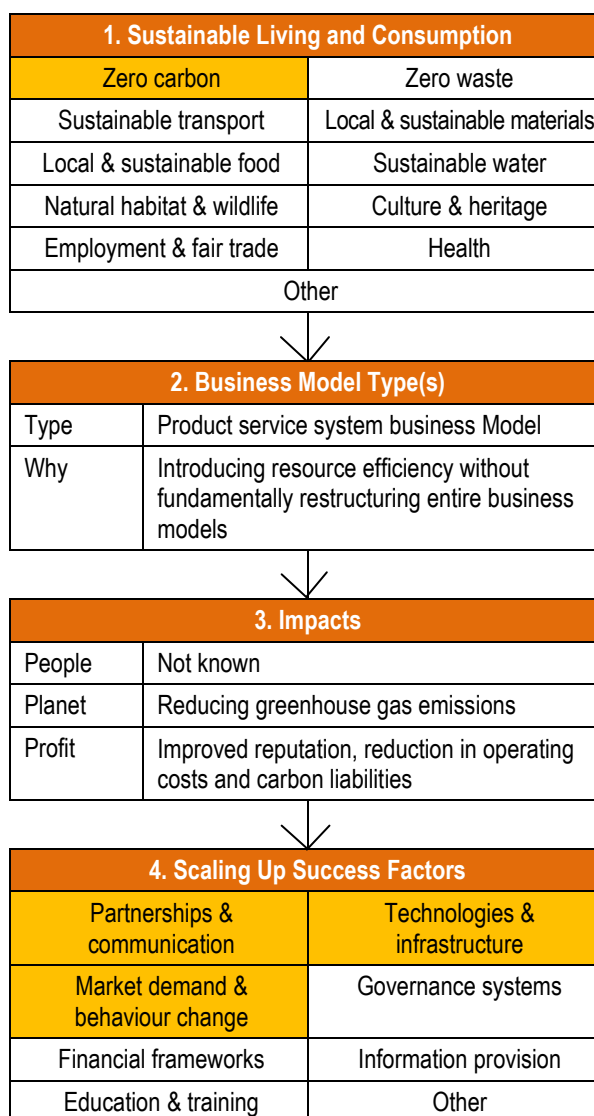 1. Sustainable Living and Consumption
Zero carbon
Zero waste
Sustainable transport
Local & sustainable materials
Local & sustainable food
Sustainable water
Natural habitat & wildlife
Culture & heritage
Employment & fair trade
Health
Other
2. Business Model Type(s)
Type
Product service system business Model
Why
Introducing resource efficiency without
fundamentally restructuring entire business
models
3. Impacts
People
Not known
Planet
Reducing greenhouse gas emissions
Profit
Improved reputation, reduction in operating
costs and carbon liabilities
4. Scaling Up Success Factors
Partnerships &
communication
Technologies &
infrastructure
Market demand &
behaviour change
Governance systems
Financial frameworks
Information provision
Education & training
Other